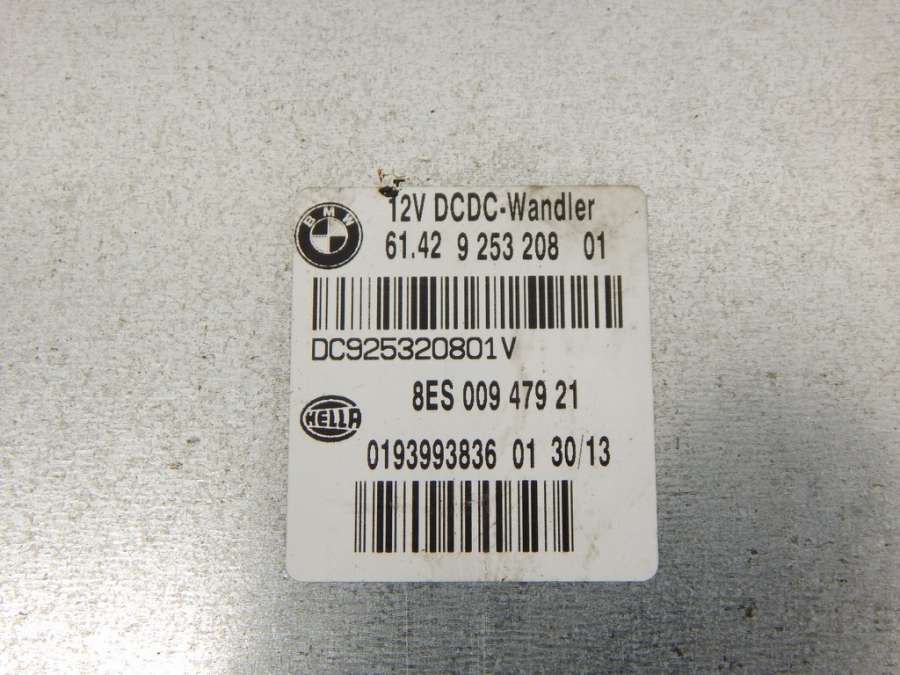 BMW
12V DCDC-Wandler
61.42 9 253 208 01
DC925320801V
8ES 009 479 21
HELLA
0193993836 01 30/13